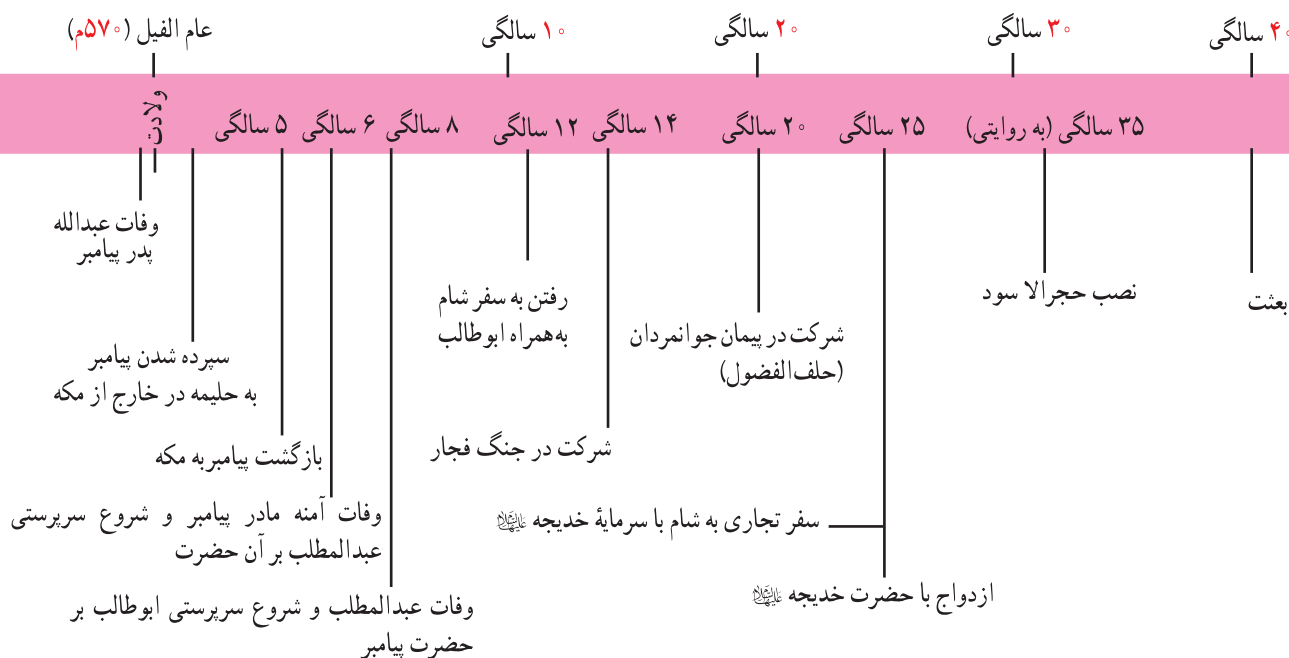 عام الفیل (۵۷۰م)
۱۰ سالگی
۲۰ سالگی
۳۰ سالگی
۴۰ سالگی
ولادت
۵ سالگی
۶ سالگی
۸ سالگی
۱۲ سالگی
۱۴ سالگی
۲۰ سالگی
۲۵ سالگی
۳۵ سالگی (به روایتی)
وفات عبدالله
پدر پیامبر
سپرده شدن پیامبر
به حلیمه در خارج از مکه
بازگشت پیامبر به مکه
وفات آمنه مادر پیامبر و شروع سرپرستی
عبدالمطلب بر آن حضرت
وفات عبدالمطلب و شروع سرپرستی ابوطالب بر
حضرت پیامبر
رفتن به سفر شام
به‌همراه ابوطالب
شرکت در جنگ فجار
شرکت در پیمان جوانمردان
(حلف‌الفضول)
سفر تجاری به شام با سرمایهٔ خدیجه علیهاالسلام
ازدواج با حضرت خدیجه علیهاالسلام
نصب حجرالا سود
بعثت